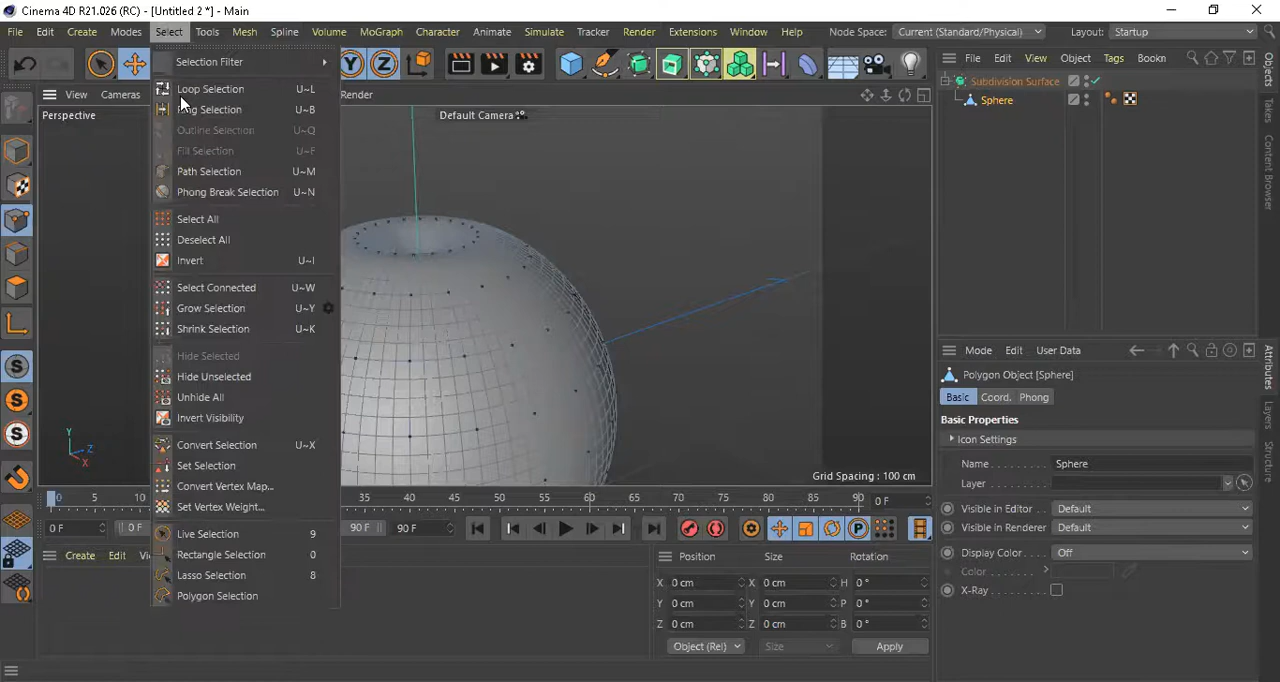 Cinema 4D R21.026 (RC) - [Untitled 2 *] - Main
File Edit Create Modes Select Tools Mesh Spline Volume MoGraph Character Animate Simulate Tracker Render Extensions Window Help Node Space: Current (Standard/Physical) Layout: Startup
Selection Filter
Loop Selection U~L
Ring Selection U~B
Outline Selection U~Q
Fill Selection U~F
Path Selection U~M
Phong Break Selection U~N
Select All
Deselect All
Invert U~I
Select Connected U~W
Grow Selection U~Y
Shrink Selection U~K
Hide Selected
Hide Unselected
Unhide All
Invert Visibility
Convert Selection U~X
Set Selection
Convert Vertex Map...
Set Vertex Weight...
Live Selection 9
Rectangle Selection 0
Lasso Selection 8
Polygon Selection
View Cameras Render
Perspective
Default Camera
Y
Z
X
Grid Spacing : 100 cm
0 5 10 35 40 45 50 55 60 65 70 75 80 85 90 0 F
0 F 0 F 90 F 90 F
Create Edit
Position Size Rotation
X 0 cm X 0 cm H 0 °
Y 0 cm Y 0 cm P 0 °
Z 0 cm Z 0 cm B 0 °
Object (Rel) Size Apply
File Edit View Object Tags Bookn
Subdivision Surface
Sphere
Objects
Takes
Content Browser
Mode Edit User Data
Polygon Object [Sphere]
Basic Coord. Phong
Basic Properties
Icon Settings
Name Sphere
Layer
Visible in Editor Default
Visible in Renderer Default
Display Color Off
Color
X-Ray
Attributes
Layers
Structure